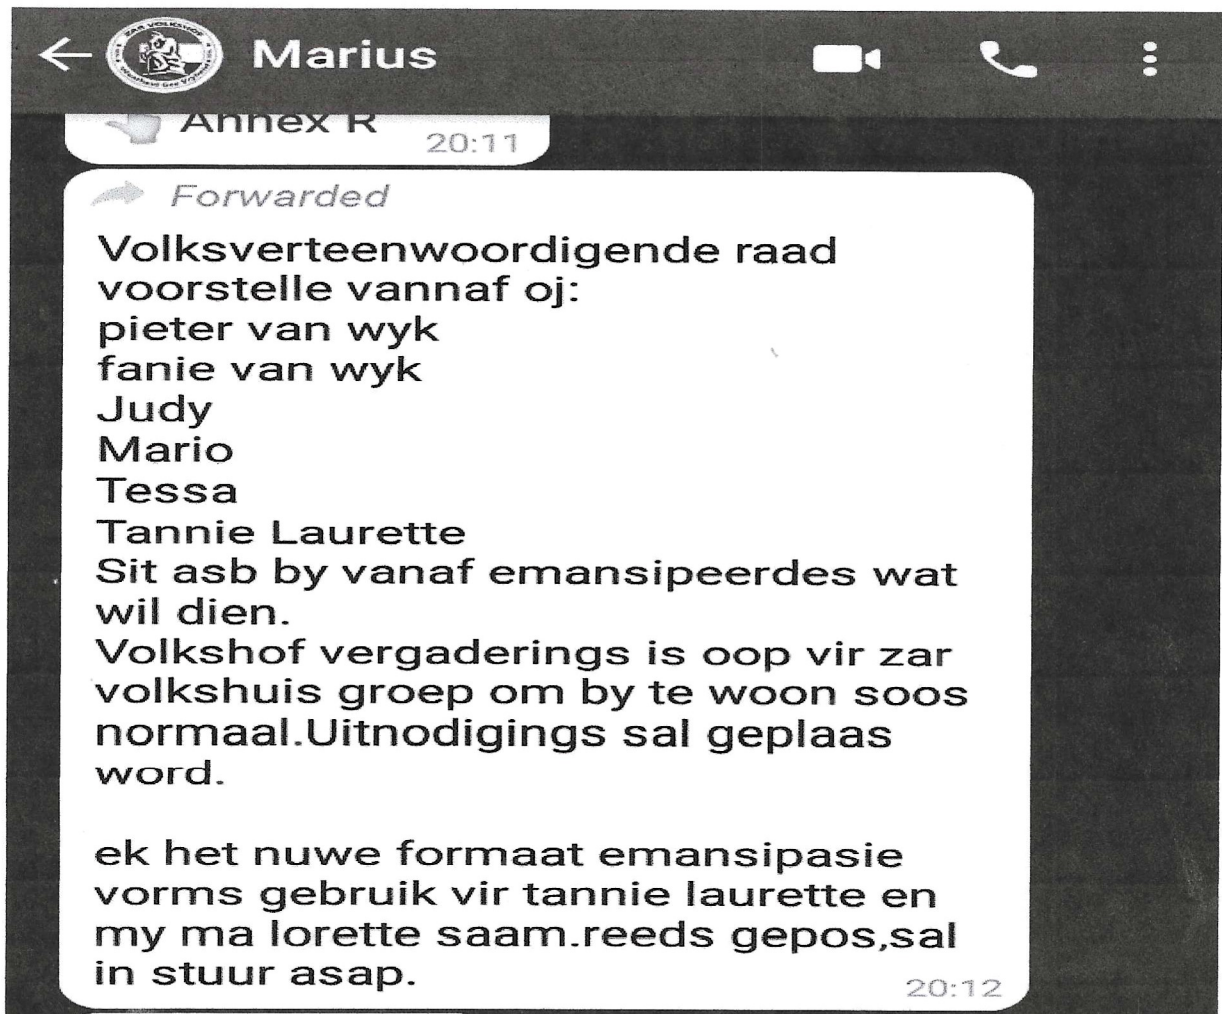 Marius
Annex R
20:11
Forwarded
Volksverteenwoordigende raad
voorstelle vannaf oj:
pieter van wyk
fanie van wyk
Judy
Mario
Tessa
Tannie Laurette
Sit asb by vanaf emansipeerdes wat
wil dien.
Volkshof vergaderings is oop vir zar
volkshuis groep om by te woon soos
normaal.Uitnodigings sal geplaas
word.
ek het nuwe formaat emansipasie
vorms gebruik vir tannie laurette en
my ma lorette saam.reeds gepos,sal
in stuur asap.
20:12